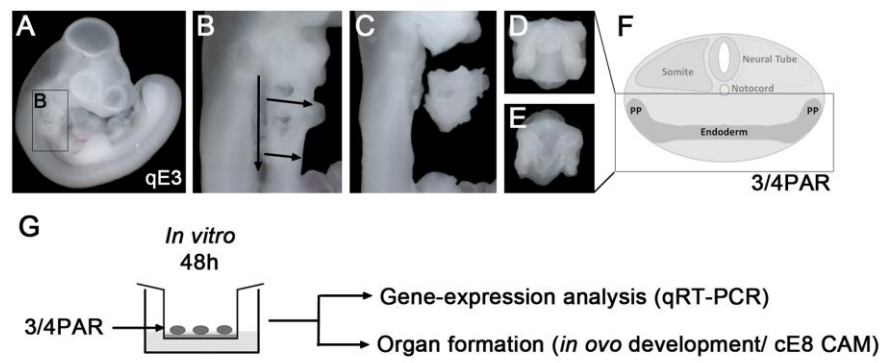 A
B
C
D
E
F
B
qE3
Somite
Neural Tube
Notocord
PP
PP
Endoderm
3/4PAR
G
In vitro
48h
3/4PAR
Gene-expression analysis (qRT-PCR)
Organ formation (in ovo development/ cE8 CAM)